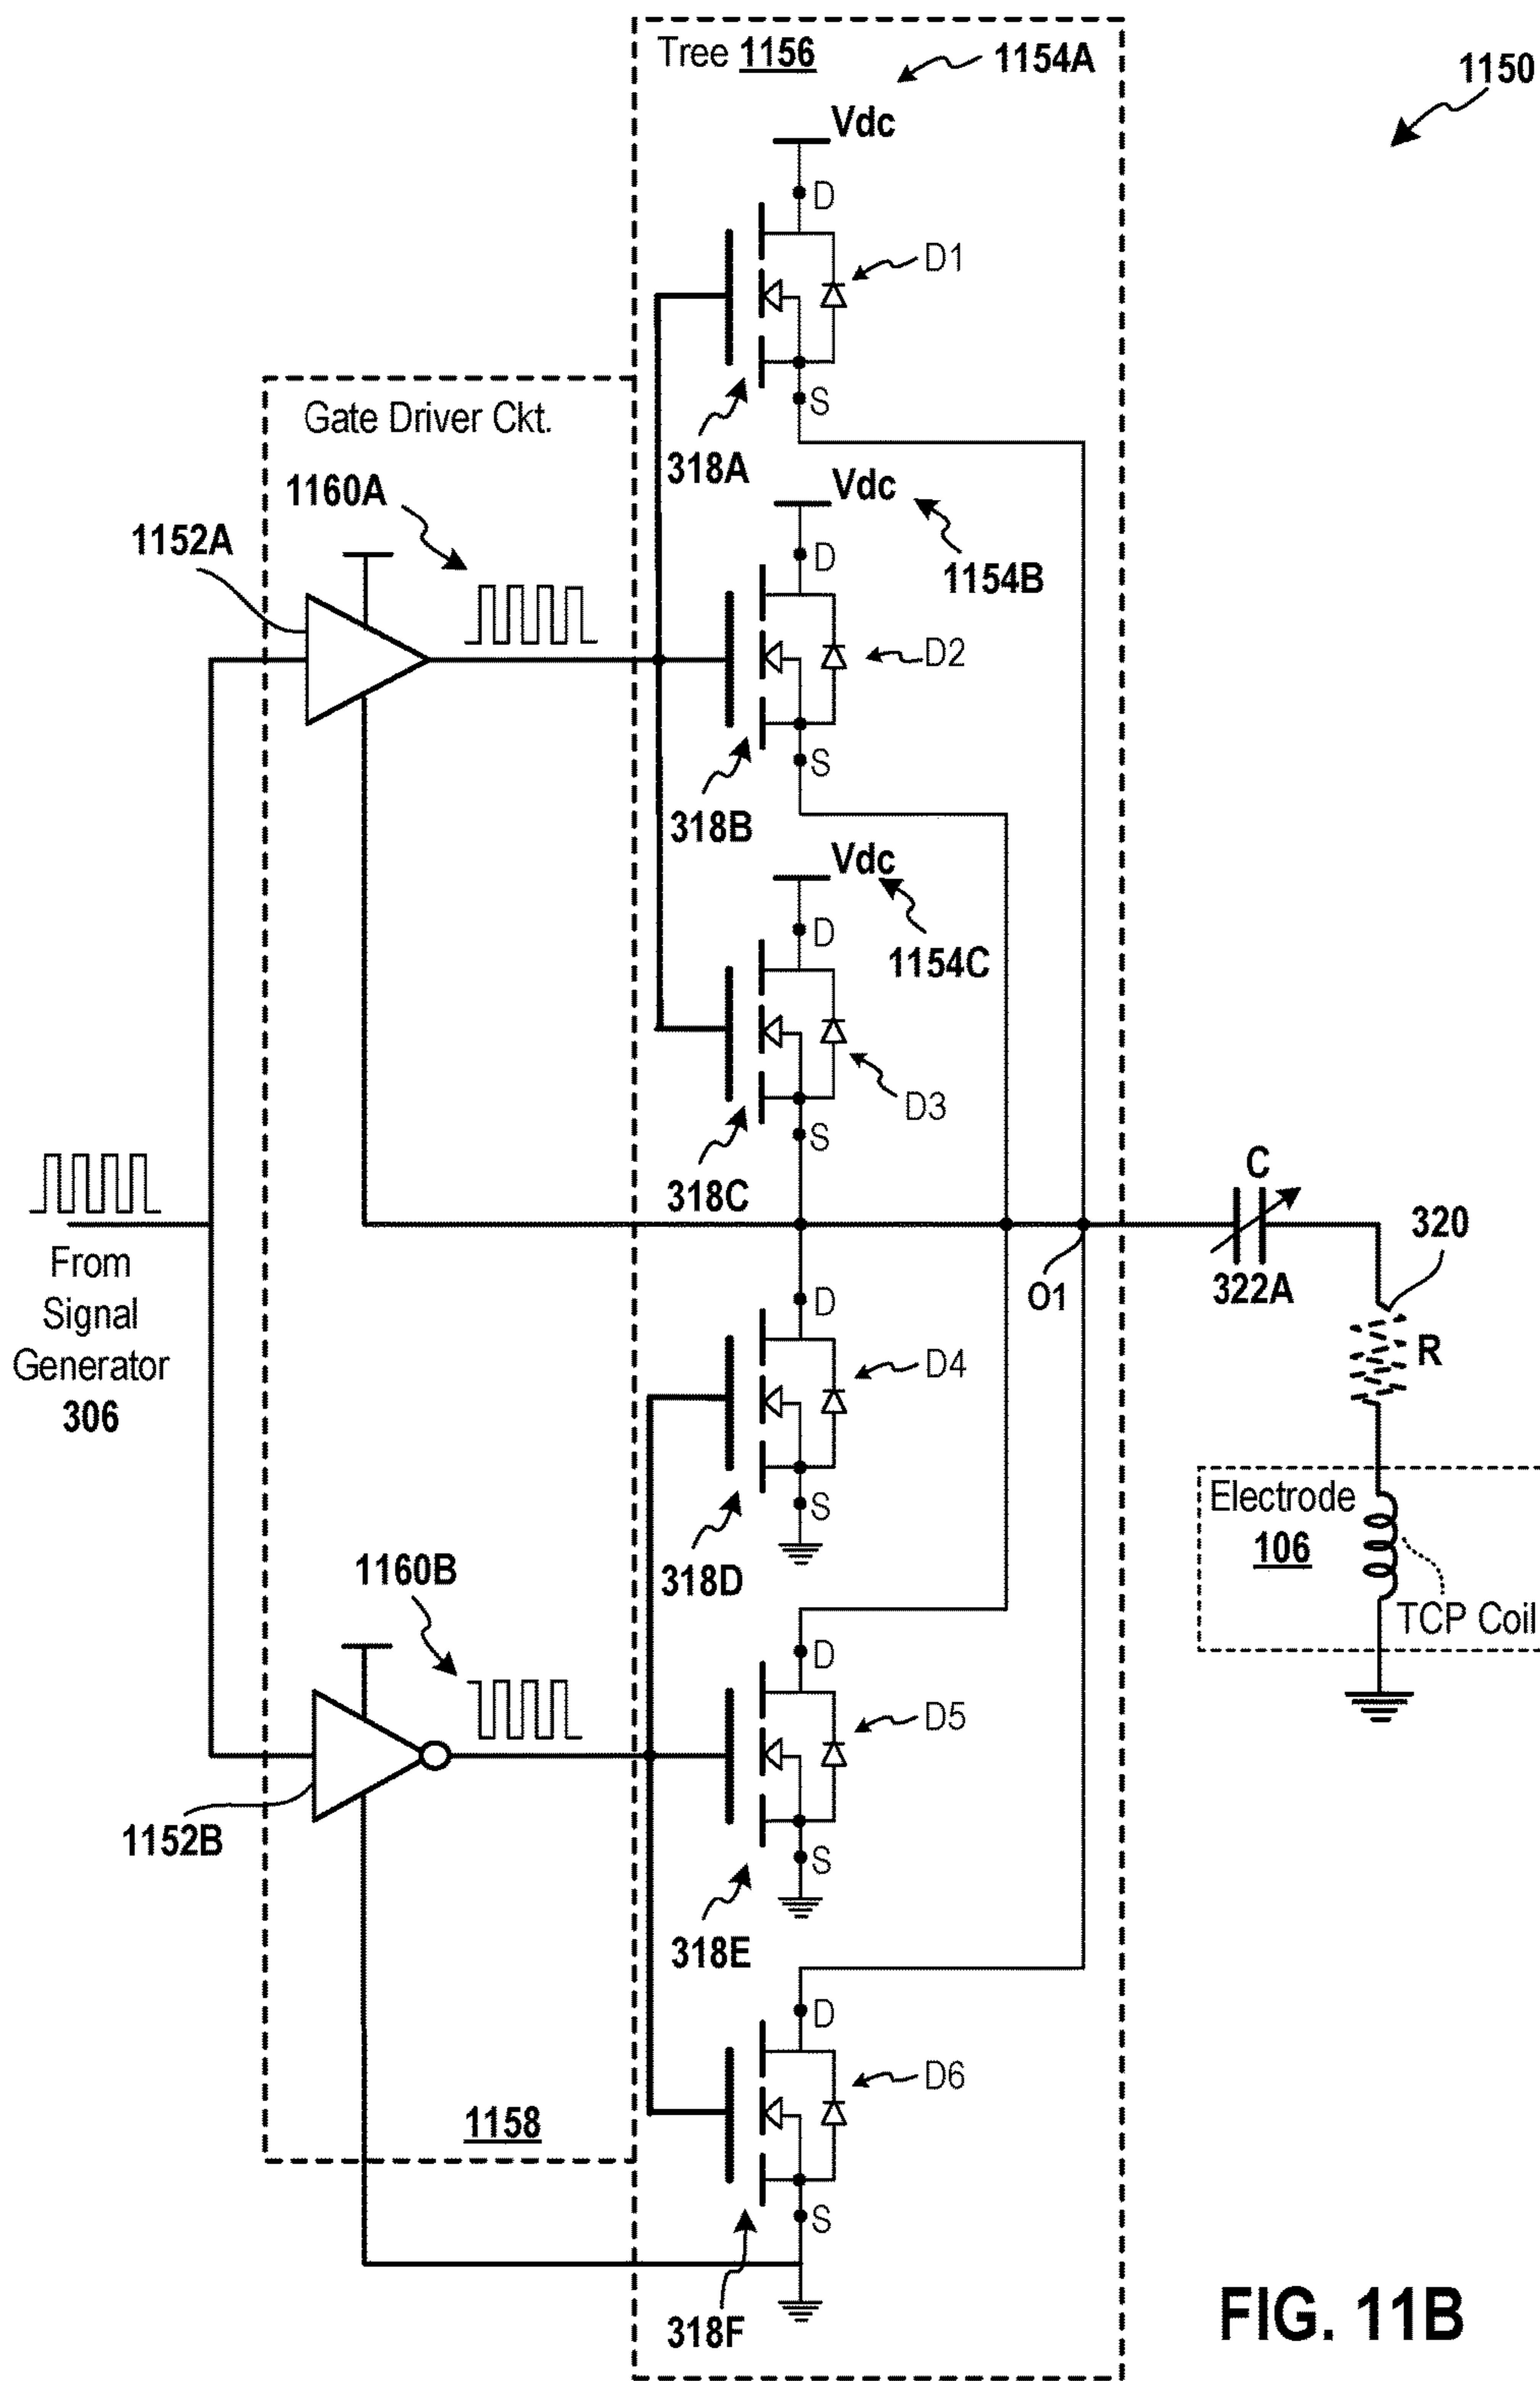 Tree 1156
1154A
1150
Vdc
D
D1
S
318A
Gate Driver Ckt.
1160A
1152A
Vdc
1154B
D
D2
S
318B
Vdc
1154C
D
D3
S
318C
From
Signal
Generator
306
O1
C
322A
320
R
D
D4
S
318D
Electrode
106
TCP Coil
1160B
1152B
D
D5
S
318E
D
D6
S
318F
1158
FIG. 11B